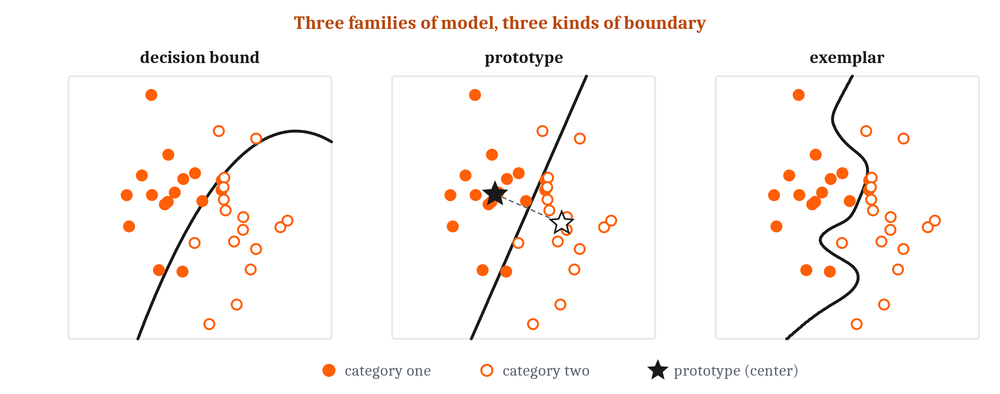 Three families of model, three kinds of boundary
decision bound
prototype
exemplar
category one
category two
prototype (center)